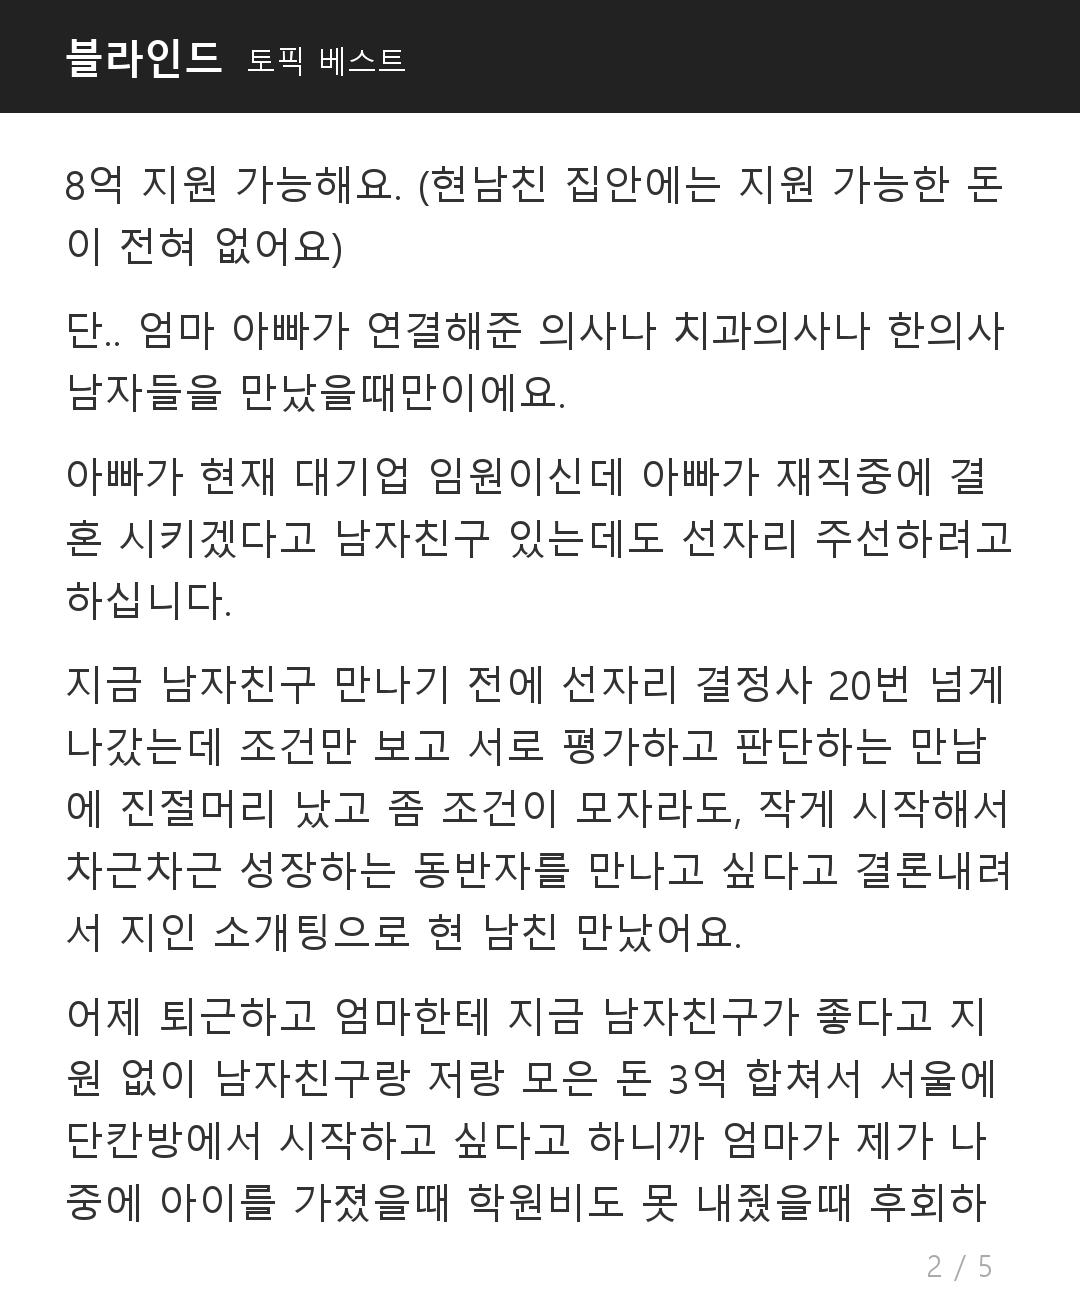 블라인드 토픽 베스트
8억 지원 가능해요. (현남친 집안에는 지원 가능한 돈
이 전혀 없어요)
단.. 엄마 아빠가 연결해준 의사나 치과의사나 한의사
남자들을 만났을때만이에요.
아빠가 현재 대기업 임원이신데 아빠가 재직중에 결
혼 시키겠다고 남자친구 있는데도 선자리 주선하려고
하십니다.
지금 남자친구 만나기 전에 선자리 결정사 20번 넘게
나갔는데 조건만 보고 서로 평가하고 판단하는 만남
에 진절머리 났고 좀 조건이 모자라도, 작게 시작해서
차근차근 성장하는 동반자를 만나고 싶다고 결론내려
서 지인 소개팅으로 현 남친 만났어요.
어제 퇴근하고 엄마한테 지금 남자친구가 좋다고 지
원 없이 남자친구랑 저랑 모은 돈 3억 합쳐서 서울에
단칸방에서 시작하고 싶다고 하니까 엄마가 제가 나
중에 아이를 가졌을때 학원비도 못 내줬을때 후회하
2 / 5